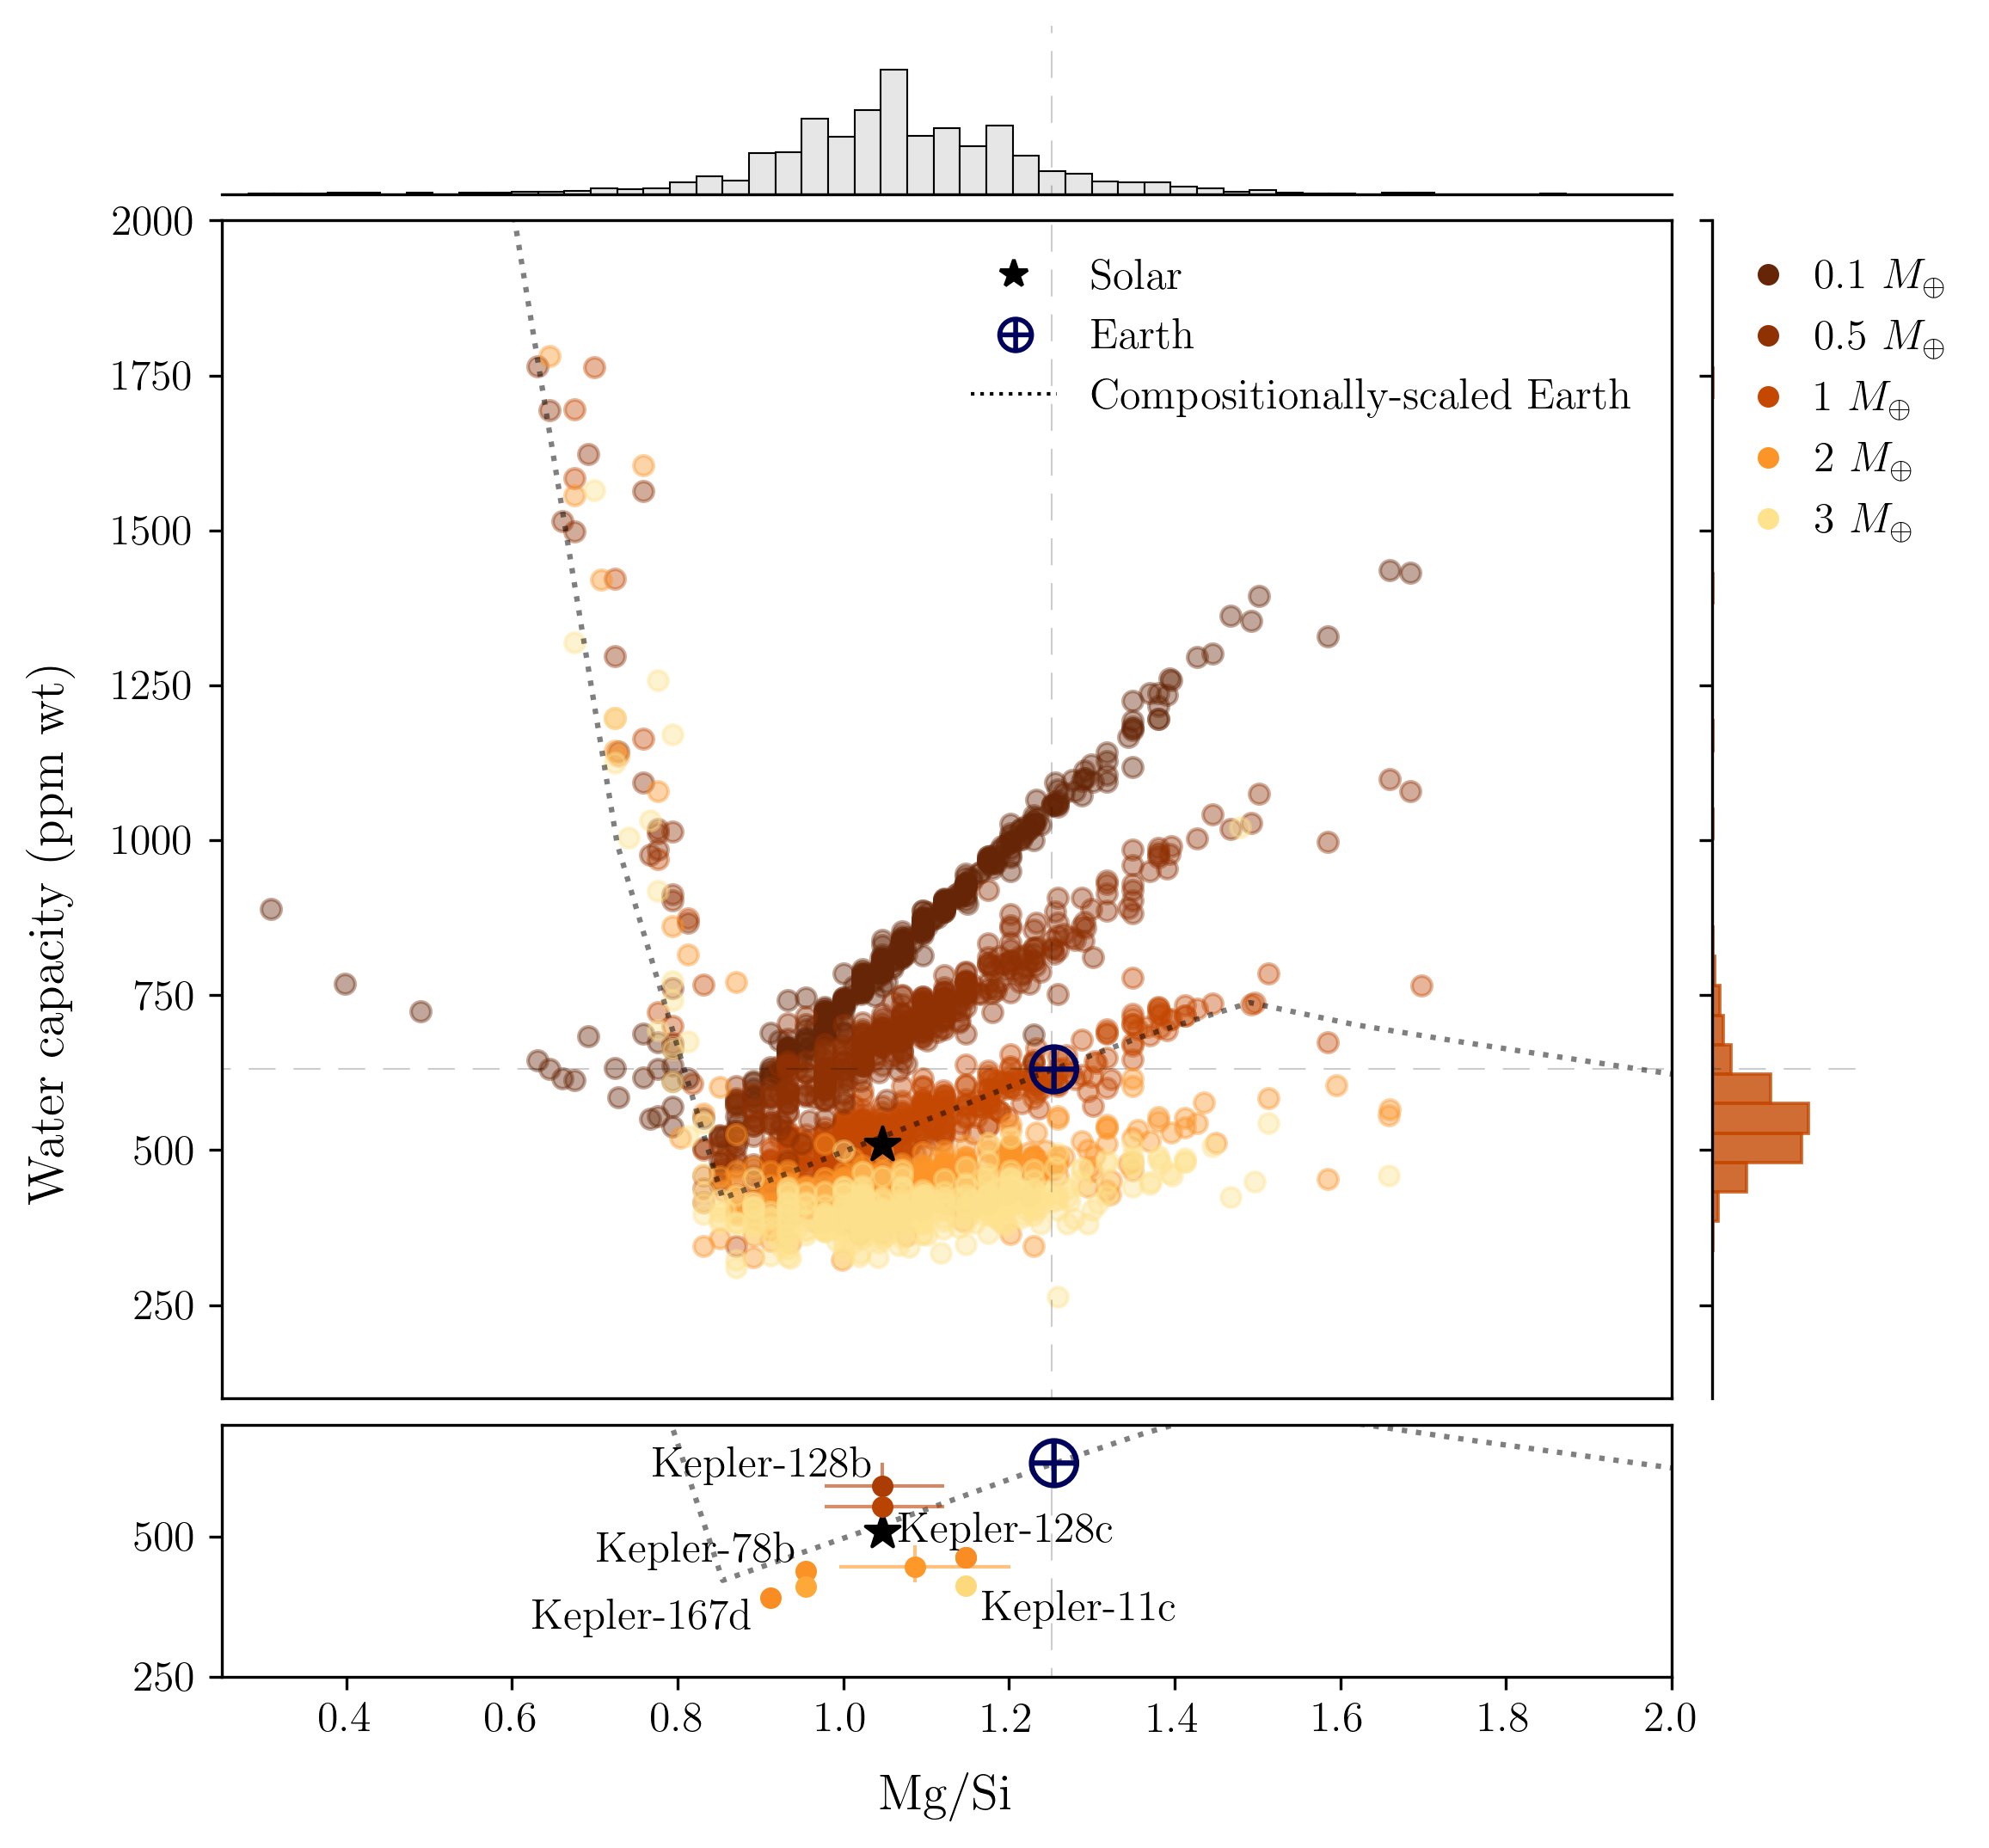 2000
1750
1500
1250
1000
750
500
250
Water capacity (ppm wt)
Solar
Earth
Compositionally-scaled Earth
0.1 M⊕
0.5 M⊕
1 M⊕
2 M⊕
3 M⊕
500
250
Kepler-128b
Kepler-128c
Kepler-78b
Kepler-167d
Kepler-11c
0.4 0.6 0.8 1.0 1.2 1.4 1.6 1.8 2.0
Mg/Si